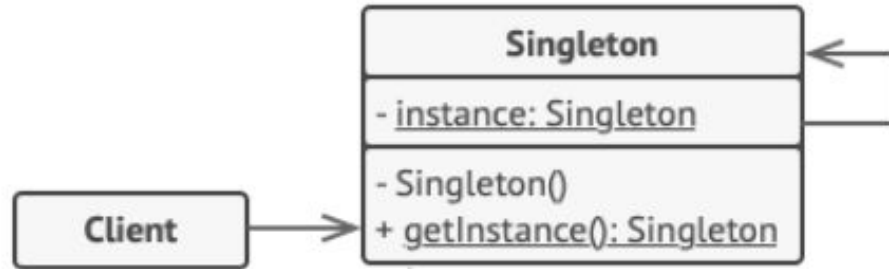 Singleton
- instance: Singleton
- Singleton()
+ getInstance(): Singleton
Client